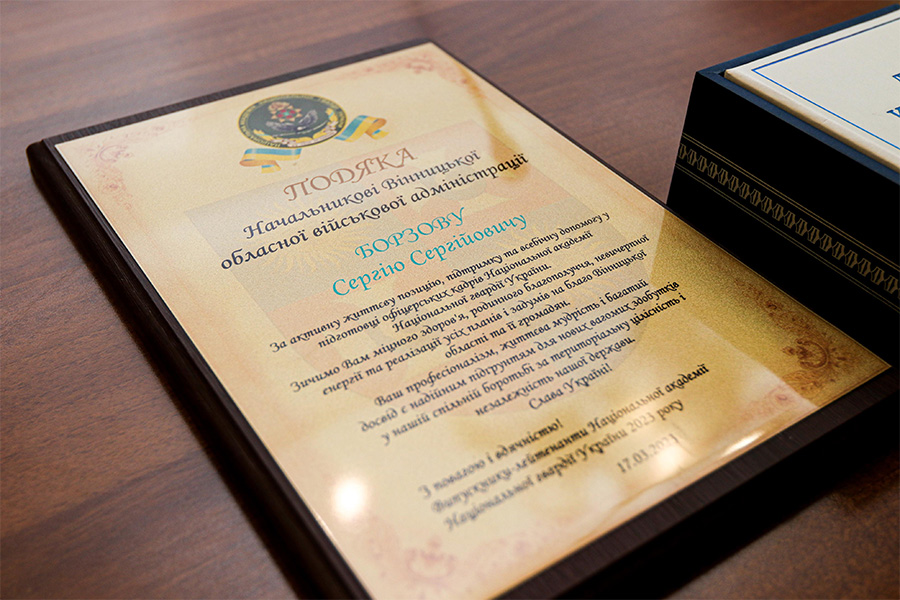 ПОДЯКА
Начальникові Вінницької
обласної військової адміністрації
БОРЗОВУ
Сергію Сергійовичу
За активну життєву позицію, підтримку та всебічну допомогу у
підготовці офіцерських кадрів Національної академії
Національної гвардії України.
Зичимо Вам міцного здоров'я, родинного благополуччя, невичерпної
енергії та реалізації усіх планів і задумів на благо Вінницької
області та її громадян.
Ваш професіоналізм, життєва мудрість і багатий
досвід є надійним підґрунтям для нових вагомих здобутків
у нашій спільній боротьбі за територіальну цілісність і
незалежність нашої держави.
Слава Україні!
З повагою і вдячністю!
Випускники-лейтенанти Національної академії
Національної гвардії України 2023 року
17.03.2023